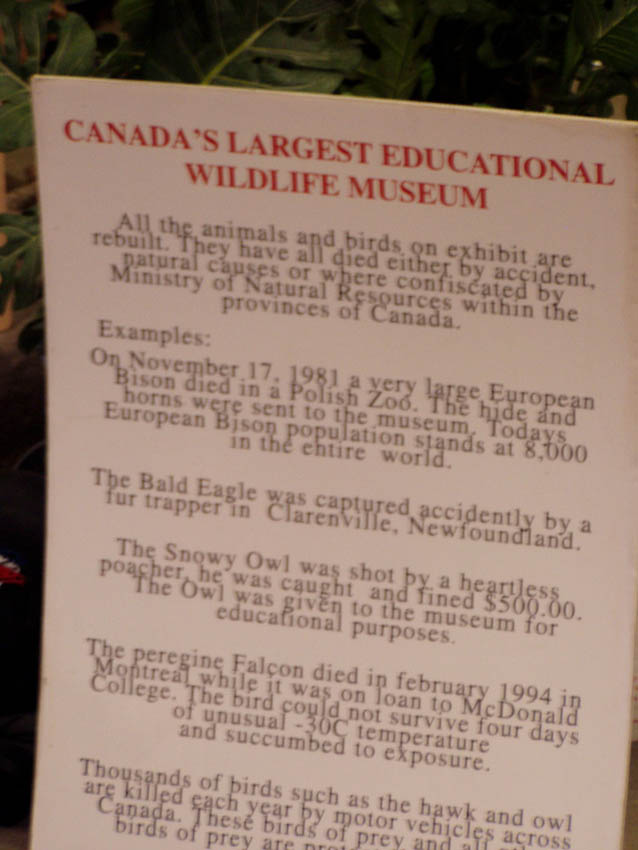 CANADA'S LARGEST EDUCATIONAL
WILDLIFE MUSEUM
All the animals and birds on exhibit are
rebuilt. They have all died either by accident,
natural causes or where confiscated by
Ministry of Natural Resources within the
provinces of Canada.
Examples:
On November 17, 1981 a very large European
Bison died in a Polish Zoo. The hide and
horns were sent to the museum. Todays
European Bison population stands at 8,000
in the entire world.
The Bald Eagle was captured accidently by a
fur trapper in Clarenville, Newfoundland.
The Snowy Owl was shot by a heartless
poacher, he was caught and fined $500.00.
The Owl was given to the museum for
educational purposes.
The peregine Falcon died in february 1994 in
Montreal while it was on loan to McDonald
College. The bird could not survive four days
of unusual -30C temperature
and succumbed to exposure.
Thousands of birds such as the hawk and owl
are killed each year by motor vehicles across
Canada. These birds of prey and all
birds of prey are